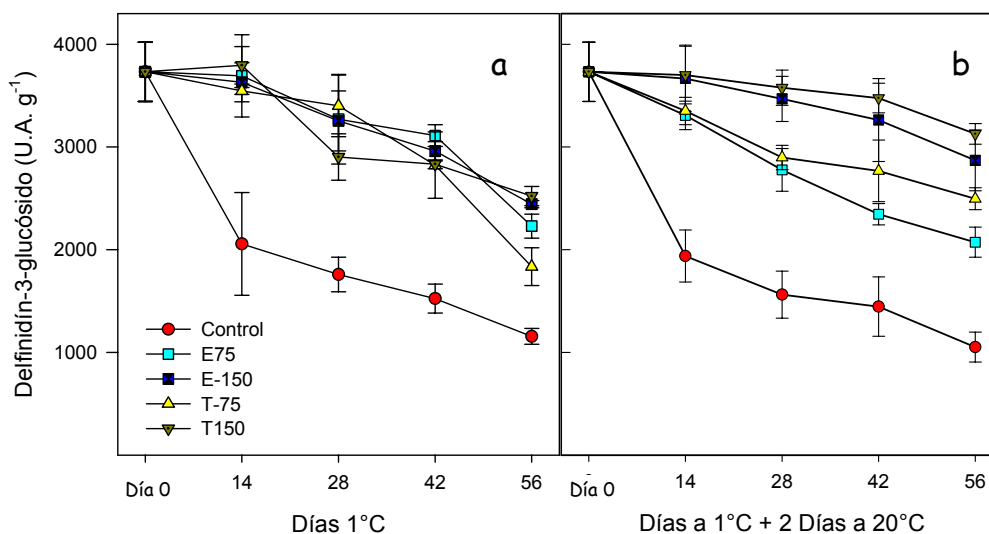 Delfinidín-3-glucósido (U.A. g⁻¹)
4000
3000
2000
1000
a
b
Control
E75
E-150
T-75
T150
Día 0 14 28 42 56
Día 0 14 28 42 56
Días 1°C
Días a 1°C + 2 Días a 20°C